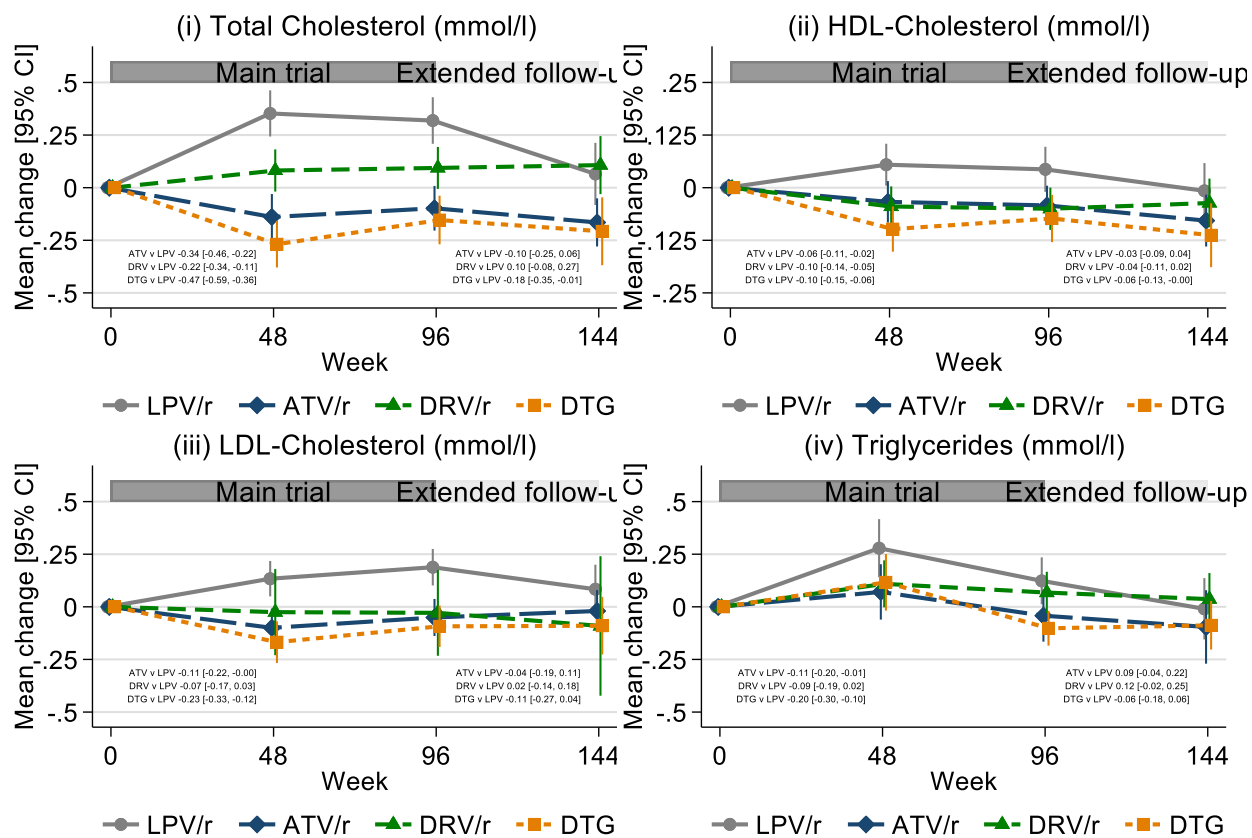 (i) Total Cholesterol (mmol/l)
Mean change [95% CI]
Main trial
Extended follow-u
.5
.25
0
-.25
-.5
ATV v LPV -0.34 [-0.46, -0.22]
DRV v LPV -0.22 [-0.34, -0.11]
DTG v LPV -0.47 [-0.59, -0.36]
ATV v LPV -0.10 [-0.25, 0.06]
DRV v LPV 0.10 [-0.08, 0.27]
DTG v LPV -0.18 [-0.35, -0.01]
0 48 96 144
Week
LPV/r ATV/r DRV/r DTG
(ii) HDL-Cholesterol (mmol/l)
Mean change [95% CI]
Main trial
Extended follow-up
.25
.125
0
-.125
-.25
ATV v LPV -0.06 [-0.11, -0.02]
DRV v LPV -0.10 [-0.14, -0.05]
DTG v LPV -0.10 [-0.15, -0.06]
ATV v LPV -0.03 [-0.09, 0.04]
DRV v LPV -0.04 [-0.11, 0.02]
DTG v LPV -0.06 [-0.13, -0.00]
0 48 96 144
Week
LPV/r ATV/r DRV/r DTG
(iii) LDL-Cholesterol (mmol/l)
Mean change [95% CI]
Main trial
Extended follow-u
.5
.25
0
-.25
-.5
ATV v LPV -0.11 [-0.22, -0.00]
DRV v LPV -0.07 [-0.17, 0.03]
DTG v LPV -0.23 [-0.33, -0.12]
ATV v LPV -0.04 [-0.19, 0.11]
DRV v LPV 0.02 [-0.14, 0.18]
DTG v LPV -0.11 [-0.27, 0.04]
0 48 96 144
Week
LPV/r ATV/r DRV/r DTG
(iv) Triglycerides (mmol/l)
Mean change [95% CI]
Main trial
Extended follow-up
.5
.25
0
-.25
-.5
ATV v LPV -0.11 [-0.20, -0.01]
DRV v LPV -0.09 [-0.19, 0.02]
DTG v LPV -0.20 [-0.30, -0.10]
ATV v LPV 0.09 [-0.04, 0.22]
DRV v LPV 0.12 [-0.02, 0.25]
DTG v LPV -0.06 [-0.18, 0.06]
0 48 96 144
Week
LPV/r ATV/r DRV/r DTG